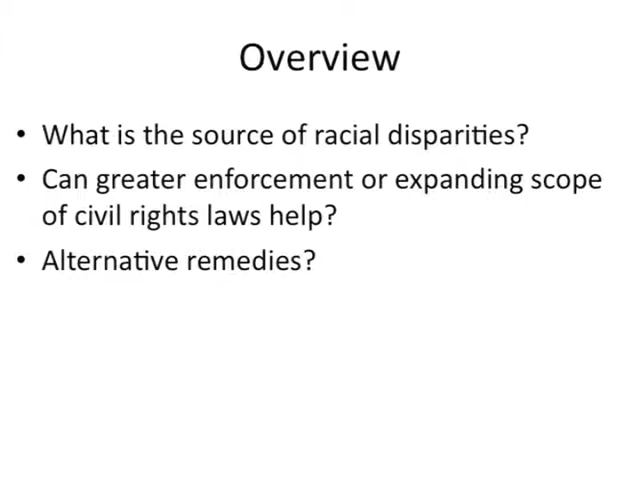 Overview
• What is the source of racial disparities?
• Can greater enforcement or expanding scope
of civil rights laws help?
• Alternative remedies?